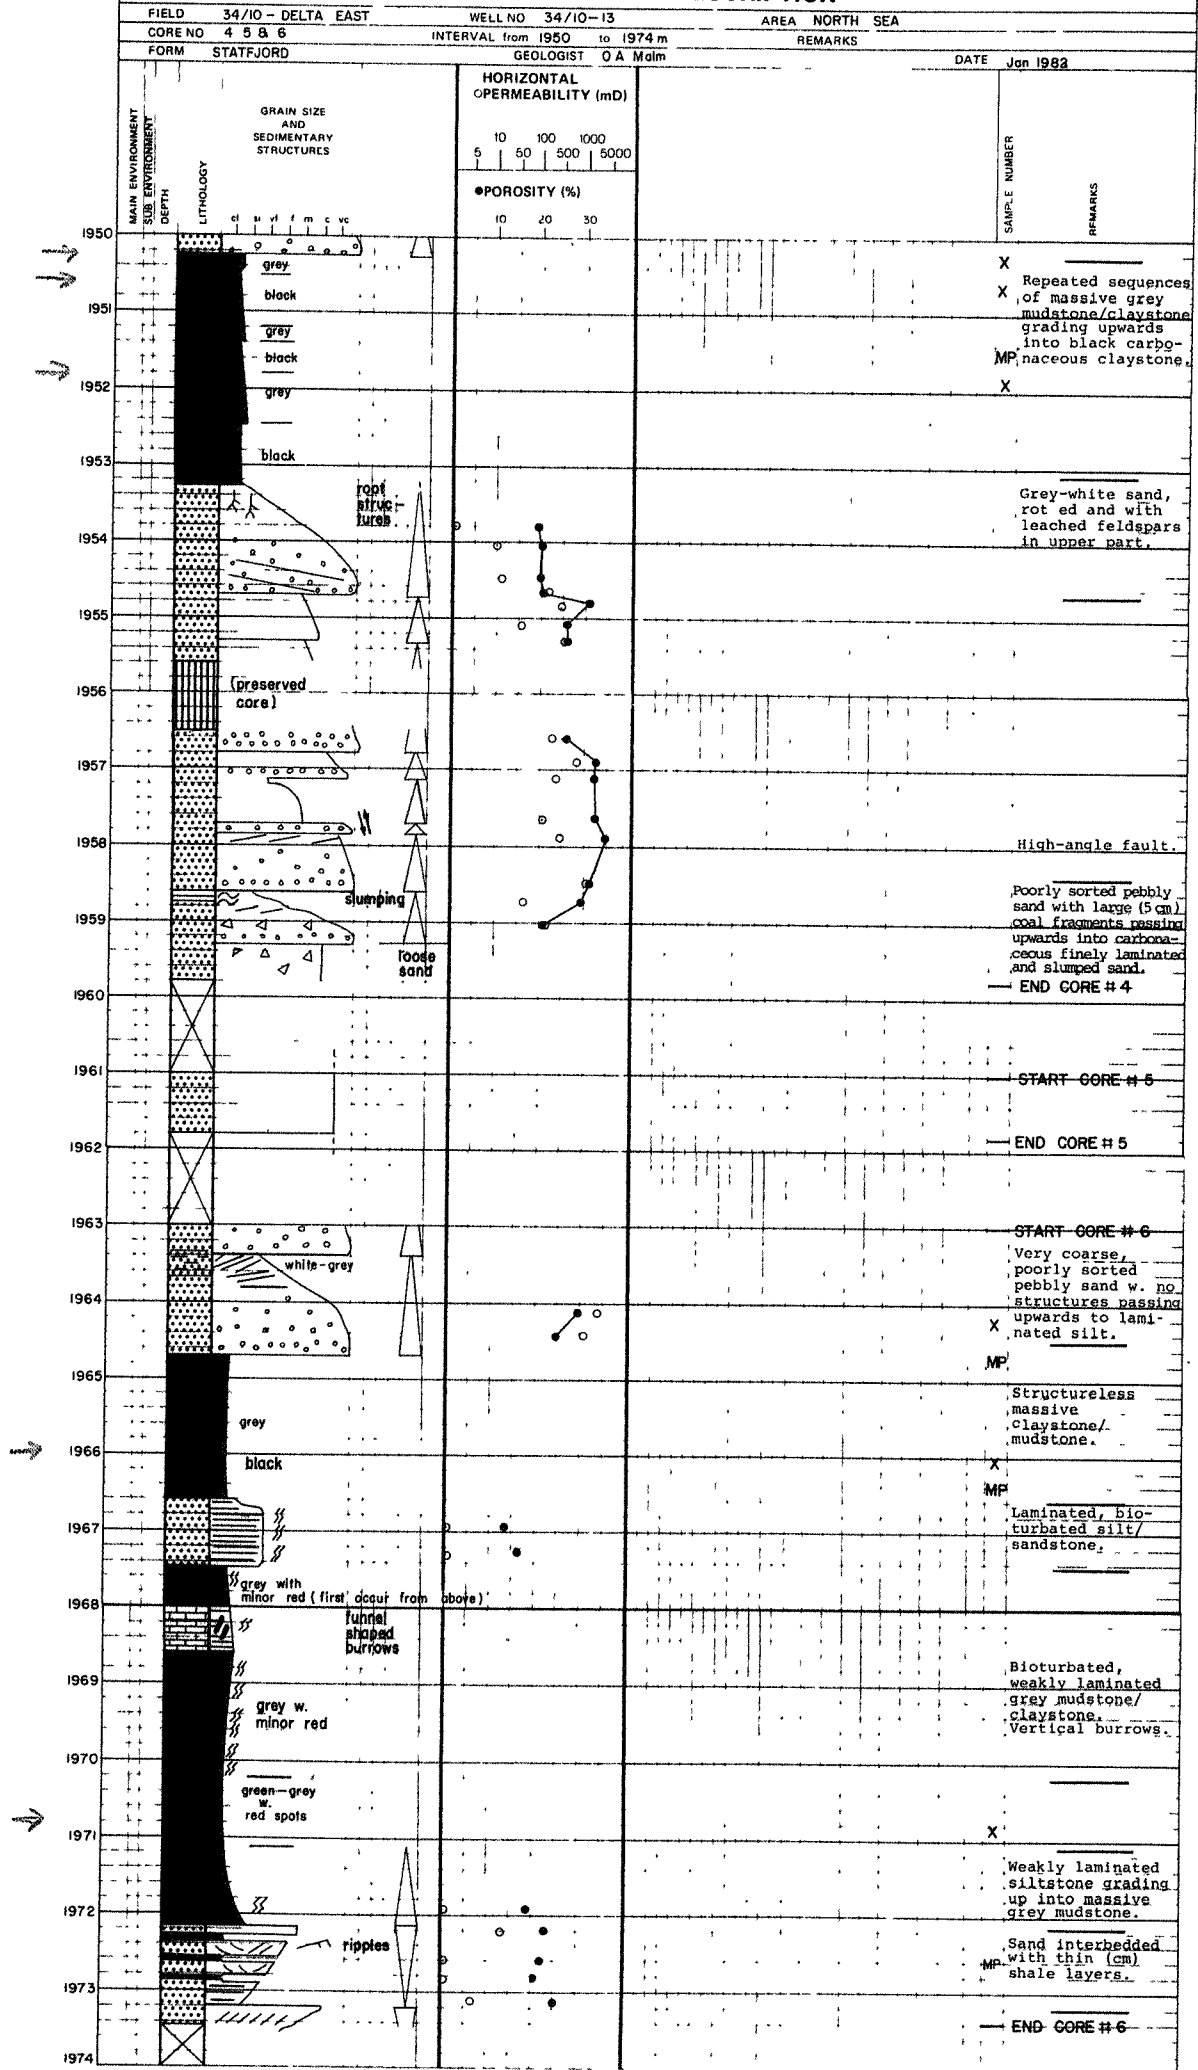 FIELD 34/10 - DELTA EAST WELL NO 34/10-13 AREA NORTH SEA
CORE NO 4 5 & 6 INTERVAL from 1950 to 1974 m REMARKS
FORM STATFJORD GEOLOGIST O A Malm DATE Jan 1982
HORIZONTAL
PERMEABILITY (mD)
GRAIN SIZE
AND
SEDIMENTARY
STRUCTURES
10 100 1000
5 50 500 5000
POROSITY (%)
10 20 30
MAIN ENVIRONMENT
SUB ENVIRONMENT
DEPTH
LITHOLOGY
cl si vf f m c vc
SAMPLE NUMBER
REMARKS
1950
grey
X
black
X
Repeated sequences
of massive grey
mudstone/claystone
grading upwards
into black carbo-
naceous claystone.
1951
grey
black
MP
1952
X
grey
black
1953
root
struc-
tures
Grey-white sand,
rot ed and with
leached feldspars
in upper part.
1954
1955
(preserved
core)
1956
1957
1958
High-angle fault.
slumping
Poorly sorted pebbly
sand with large (5 cm)
coal fragments passing
upwards into carbona-
ceous finely laminated
and slumped sand.
1959
loose
sand
END CORE # 4
1960
1961
START CORE # 5
1962
END CORE # 5
1963
START CORE # 6
white-grey
Very coarse,
poorly sorted
pebbly sand w. no
structures passing
upwards to lami-
nated silt.
1964
X
MP
1965
grey
Structureless
massive
claystone/
mudstone.
1966
black
X
MP
1967
Laminated, bio-
turbated silt/
sandstone.
grey with
minor red (first occur from above)
1968
funnel
shaped
burrows
1969
grey w.
minor red
Bioturbated,
weakly laminated
grey mudstone/
claystone.
Vertical burrows.
1970
green-grey
w.
red spots
1971
X
Weakly laminated
siltstone grading
up into massive
grey mudstone.
1972
ripples
MP
Sand interbedded
with thin (cm)
shale layers.
1973
END CORE # 6
1974